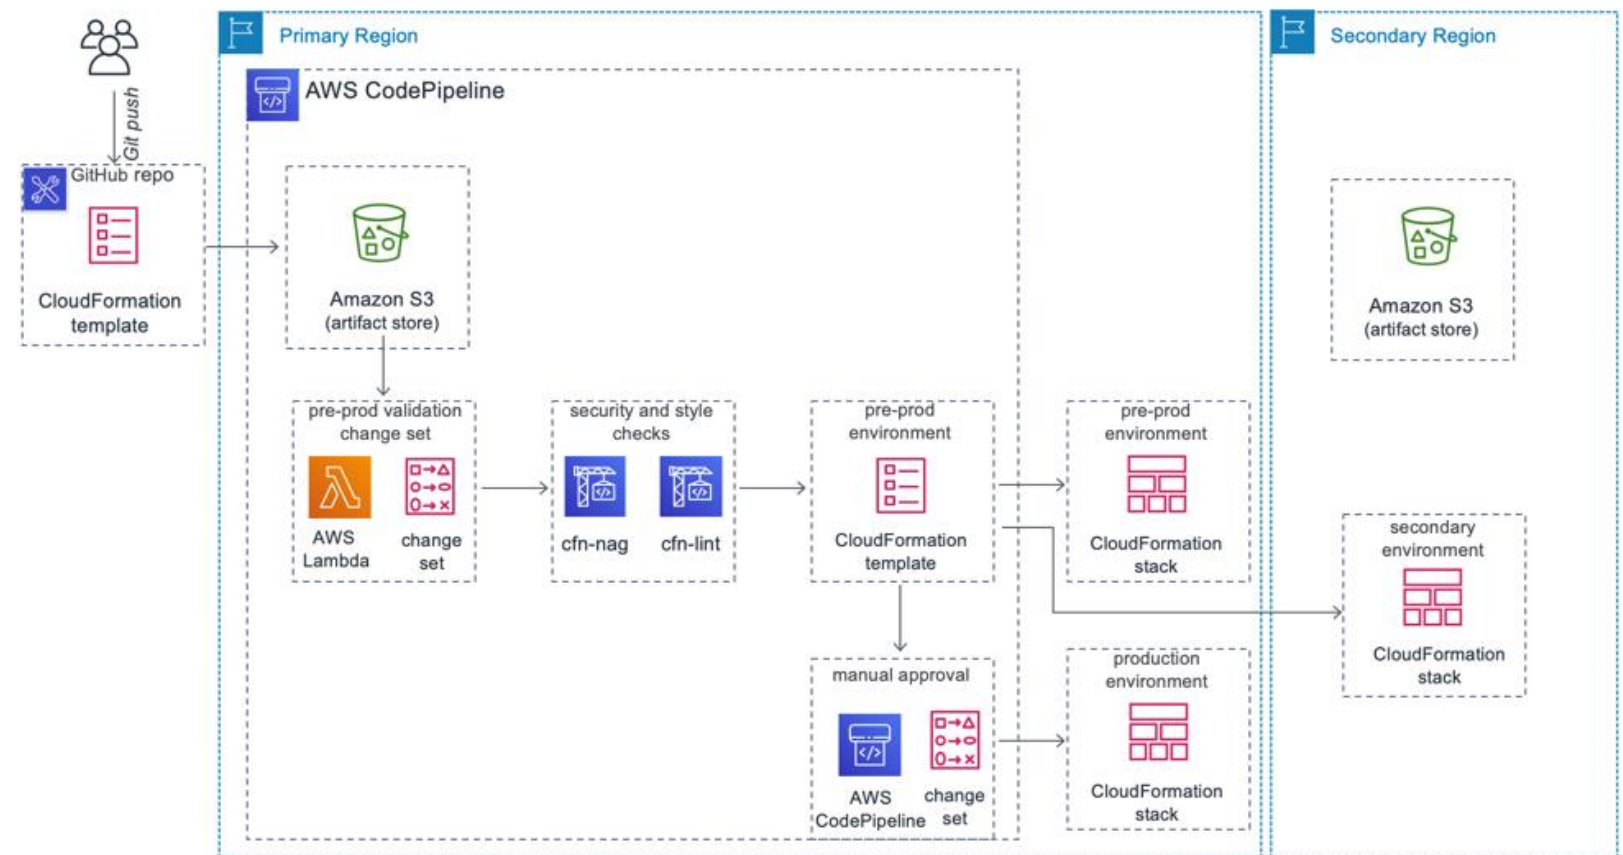 Primary Region
Secondary Region
AWS CodePipeline
Git push
GitHub repo
CloudFormation
template
Amazon S3
(artifact store)
Amazon S3
(artifact store)
pre-prod validation
change set
AWS
Lambda
change
set
security and style
checks
cfn-nag
cfn-lint
pre-prod
environment
CloudFormation
template
pre-prod
environment
CloudFormation
stack
secondary
environment
CloudFormation
stack
manual approval
AWS
CodePipeline
change
set
production
environment
CloudFormation
stack